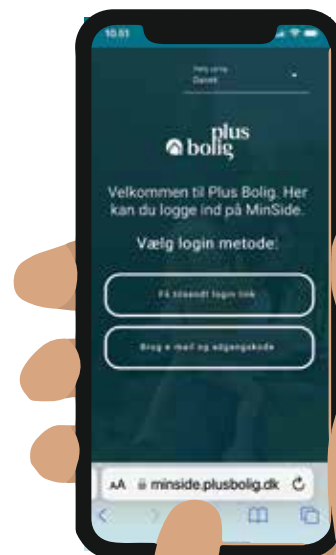 10.51
Vælg sprog
Dansk
plus
bolig
Velkommen til Plus Bolig. Her
kan du logge ind på MinSide.
Vælg login metode:
Få tilsendt login link
Brug e-mail og adgangskode
AA minside.plusbolig.dk